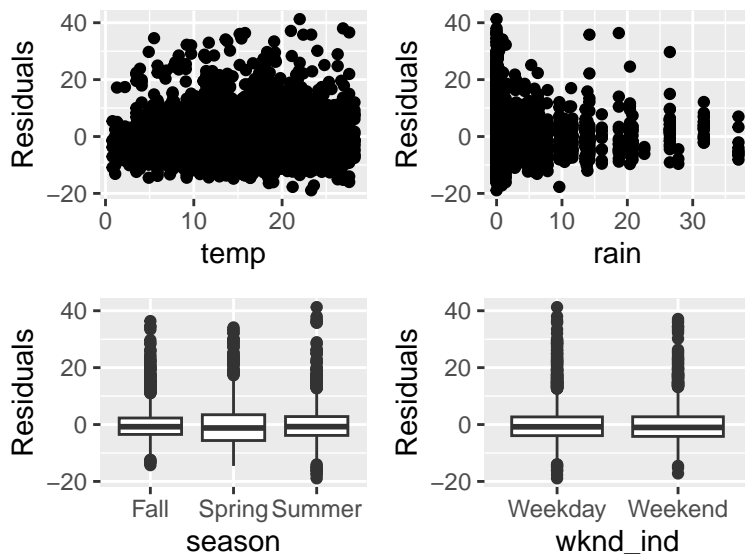 40
20
0
−20
Residuals
0 10 20
temp
40
20
0
−20
Residuals
0 10 20 30
rain
40
20
0
−20
Residuals
Fall Spring Summer
season
40
20
0
−20
Residuals
Weekday Weekend
wknd_ind